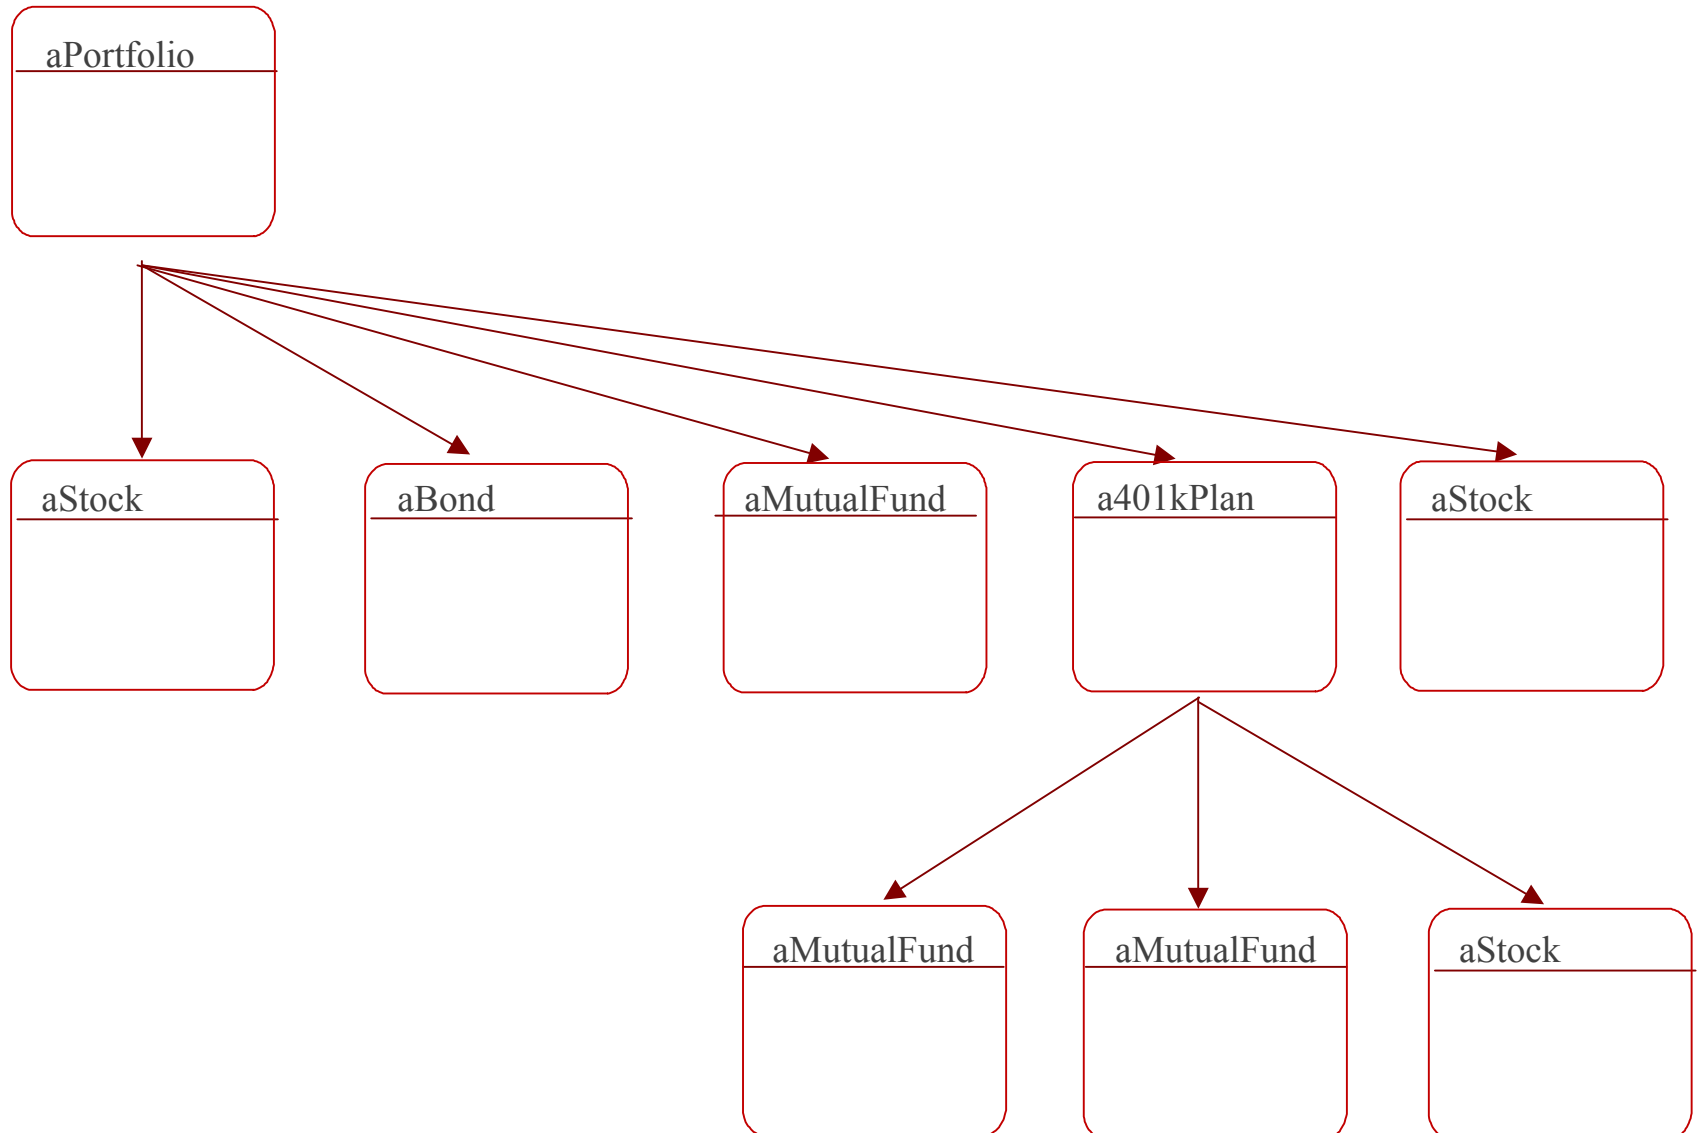 aPortfolio
aStock
aBond
aMutualFund
a401kPlan
aStock
aMutualFund
aMutualFund
aStock